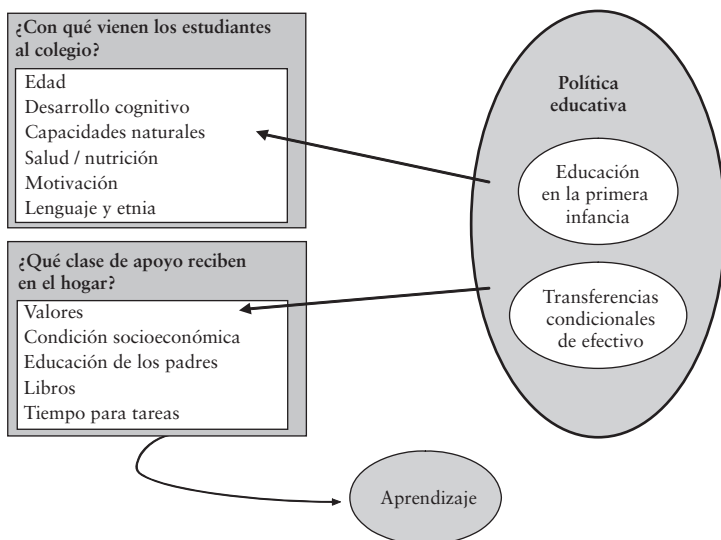 ¿Con qué vienen los estudiantes
al colegio?
Edad
Desarrollo cognitivo
Capacidades naturales
Salud / nutrición
Motivación
Lenguaje y etnia
¿Qué clase de apoyo reciben
en el hogar?
Valores
Condición socioeconómica
Educación de los padres
Libros
Tiempo para tareas
Política
educativa
Educación
en la primera
infancia
Transferencias
condicionales
de efectivo
Aprendizaje